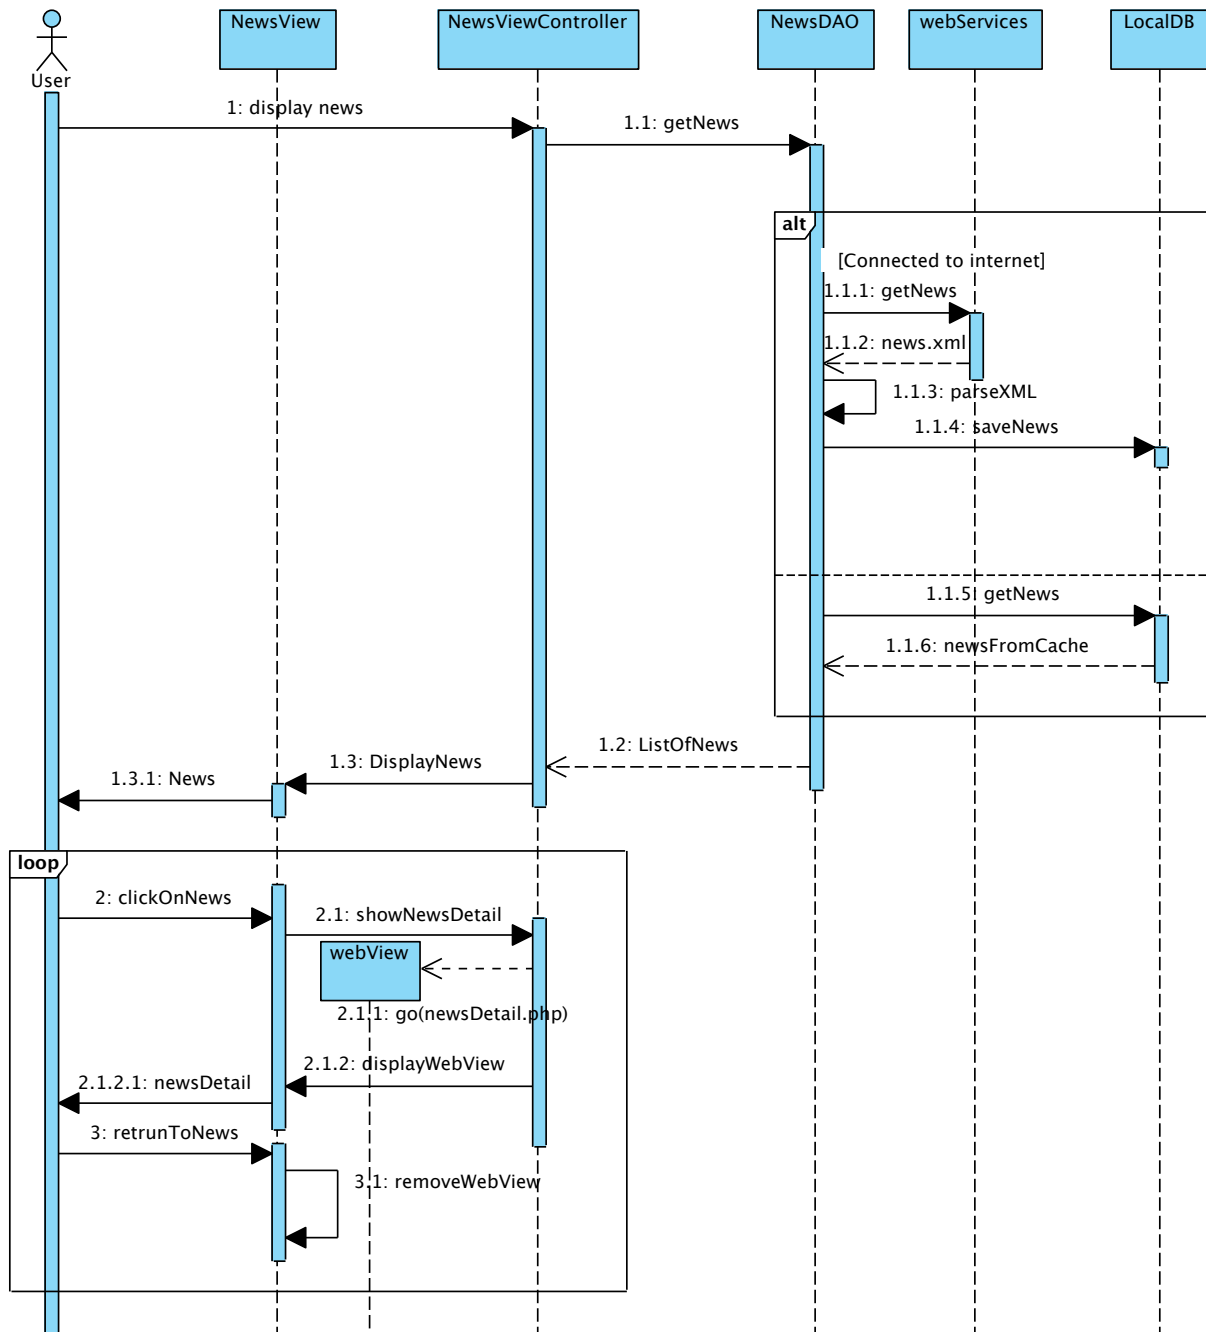 NewsView
NewsViewController
NewsDAO
webServices
LocalDB
User
1: display news
1.1: getNews
alt
[Connected to internet]
1.1.1: getNews
1.1.2: news.xml
1.1.3: parseXML
1.1.4: saveNews
1.1.5: getNews
1.1.6: newsFromCache
1.2: ListOfNews
1.3: DisplayNews
1.3.1: News
loop
2: clickOnNews
2.1: showNewsDetail
webView
2.1.1: go(newsDetail.php)
2.1.2: displayWebView
2.1.2.1: newsDetail
3: retrunToNews
3.1: removeWebView